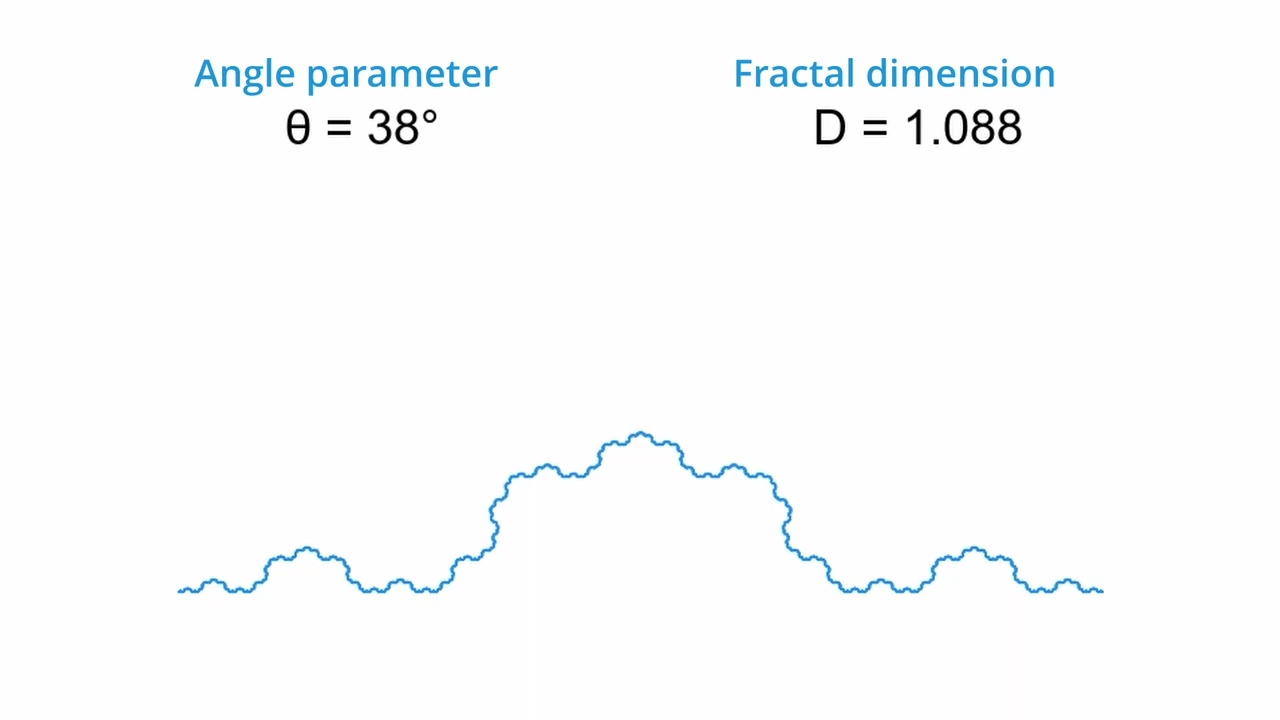 Angle parameter
θ = 38°
Fractal dimension
D = 1.088